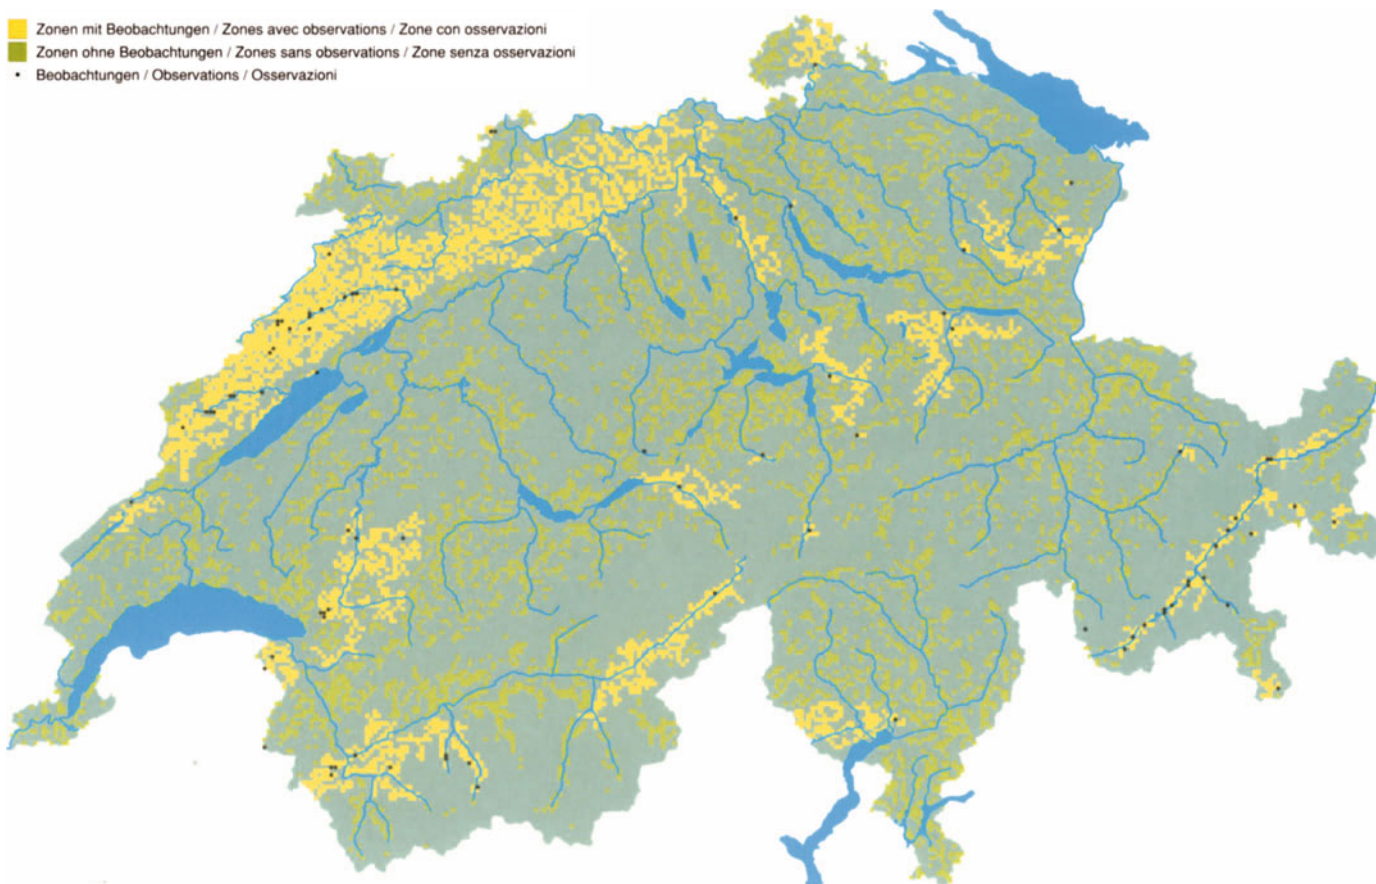 Zonen mit Beobachtungen / Zones avec observations / Zone con osservazioni
Zonen ohne Beobachtungen / Zones sans observations / Zone senza osservazioni
Beobachtungen / Observations / Osservazioni